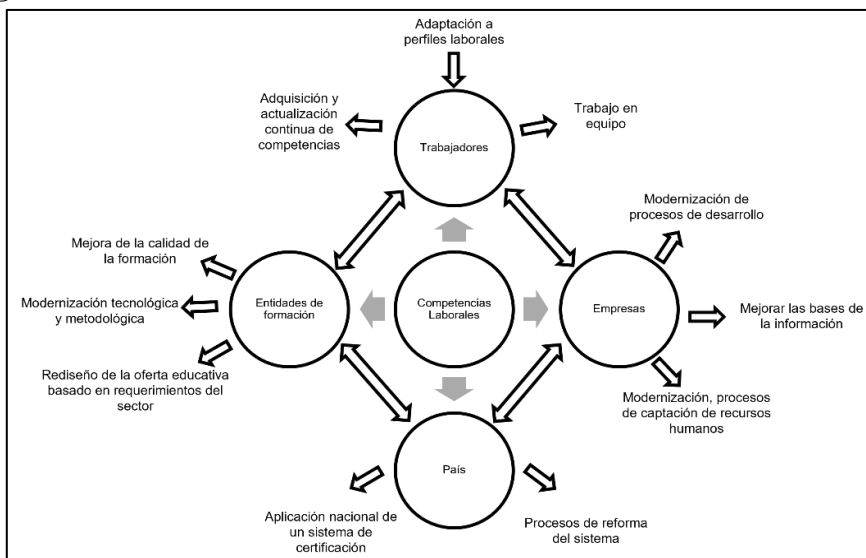 Adaptación a
perfiles laborales
Adquisición y
actualización
continua de
competencias
Trabajadores
Trabajo en
equipo
Modernización de
procesos de desarrollo
Mejora de la calidad de
la formación
Modernización tecnológica
y metodológica
Rediseño de la oferta educativa
basado en requerimientos del
sector
Entidades de
formación
Competencias
Laborales
Empresas
Mejorar las bases de
la información
Modernización, procesos
de captación de recursos
humanos
País
Aplicación nacional de
un sistema de
certificación
Procesos de reforma
del sistema